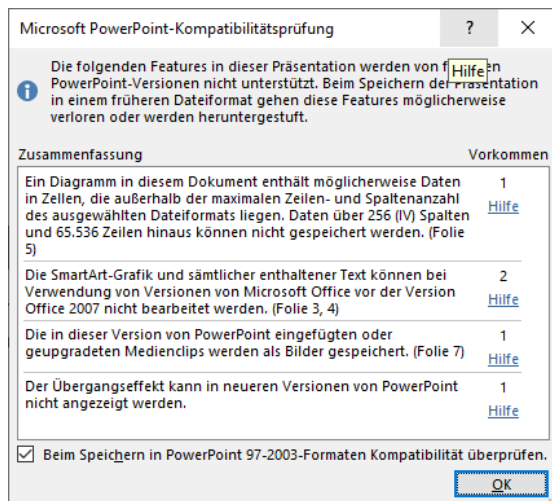 Microsoft PowerPoint-Kompatibilitätsprüfung ? ×
Die folgenden Features in dieser Präsentation werden von f en
Hilfe
PowerPoint-Versionen nicht unterstützt. Beim Speichern der Präsentation
in einem früheren Dateiformat gehen diese Features möglicherweise
verloren oder werden heruntergestuft.
Zusammenfassung Vorkommen
Ein Diagramm in diesem Dokument enthält möglicherweise Daten 1
in Zellen, die außerhalb der maximalen Zeilen- und Spaltenanzahl Hilfe
des ausgewählten Dateiformats liegen. Daten über 256 (IV) Spalten
und 65.536 Zeilen hinaus können nicht gespeichert werden. (Folie
5)
Die SmartArt-Grafik und sämtlicher enthaltener Text können bei 2
Verwendung von Versionen von Microsoft Office vor der Version Hilfe
Office 2007 nicht bearbeitet werden. (Folie 3, 4)
Die in dieser Version von PowerPoint eingefügten oder 1
geupgradeten Medienclips werden als Bilder gespeichert. (Folie 7) Hilfe
Der Übergangseffekt kann in neueren Versionen von PowerPoint 1
nicht angezeigt werden. Hilfe
Beim Speichern in PowerPoint 97-2003-Formaten Kompatibilität überprüfen.
OK